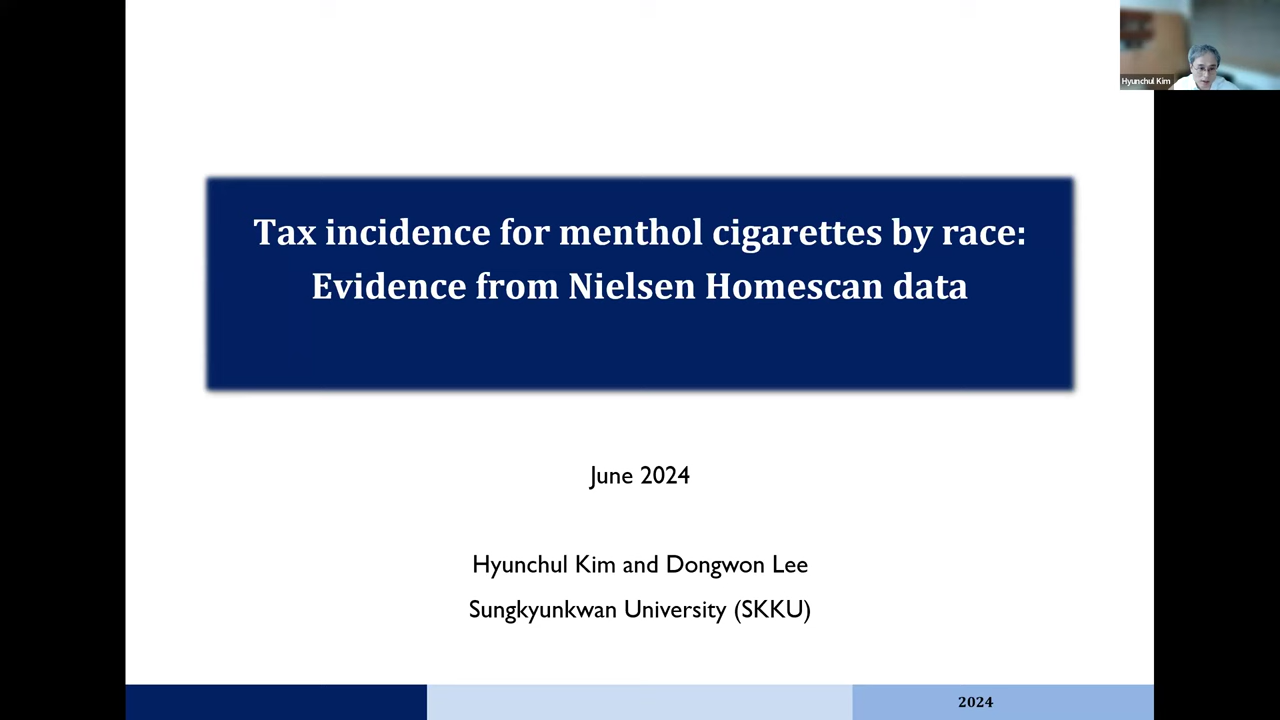 Hyunchul Kim
Tax incidence for menthol cigarettes by race:
Evidence from Nielsen Homescan data
June 2024
Hyunchul Kim and Dongwon Lee
Sungkyunkwan University (SKKU)
2024